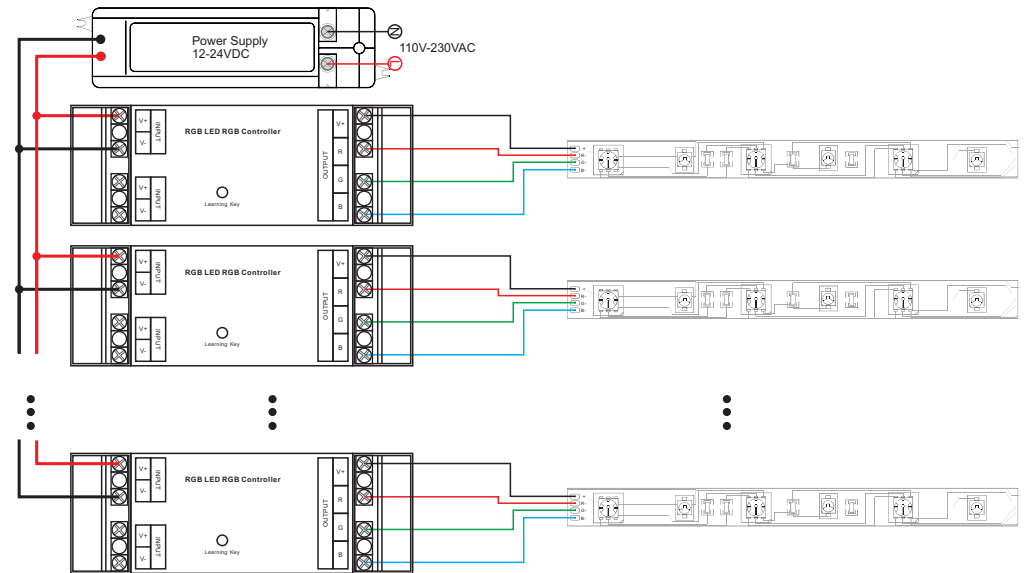 Power Supply
12-24VDC
N
110V-230VAC
L
V+
INPUT
V-
V+
INPUT
V-
RGB LED RGB Controller
Learning Key
OUTPUT
V+
R
G
B
+
R-
G-
B-
V+
INPUT
V-
V+
INPUT
V-
RGB LED RGB Controller
Learning Key
OUTPUT
V+
R
G
B
+
R-
G-
B-
V+
INPUT
V-
V+
INPUT
V-
RGB LED RGB Controller
Learning Key
OUTPUT
V+
R
G
B
+
R-
G-
B-